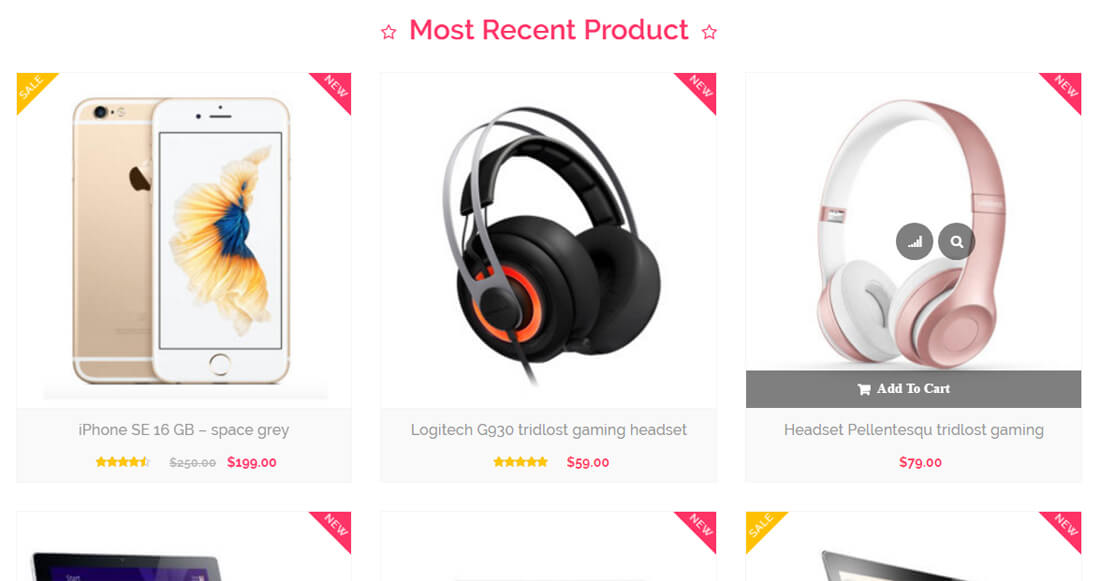 Most Recent Product
SALE
NEW
NEW
NEW
Add To Cart
iPhone SE 16 GB – space grey
$250.00 $199.00
Logitech G930 tridlost gaming headset
$59.00
Headset Pellentesqu tridlost gaming
$79.00
NEW
NEW
SALE
NEW
Start